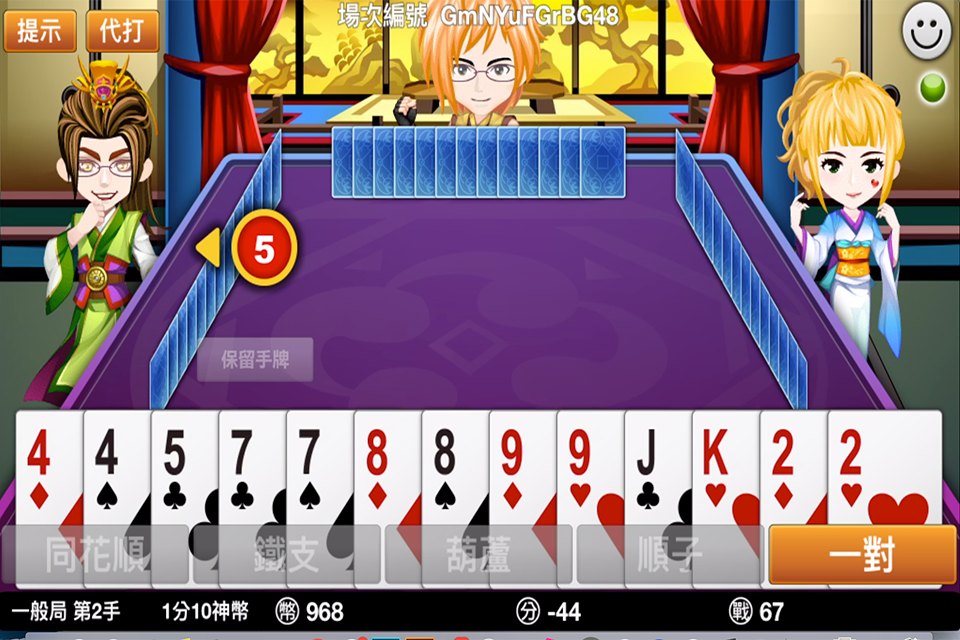 場次編號 GmNYuFGrBG48
提示 代打
5
保留手牌
4 4 5 7 7 8 8 9 9 J K 2 2
同花順 鐵支 葫蘆 順子 一對
一般局 第2手 1分10神幣 幣 968 分 -44 戰 67